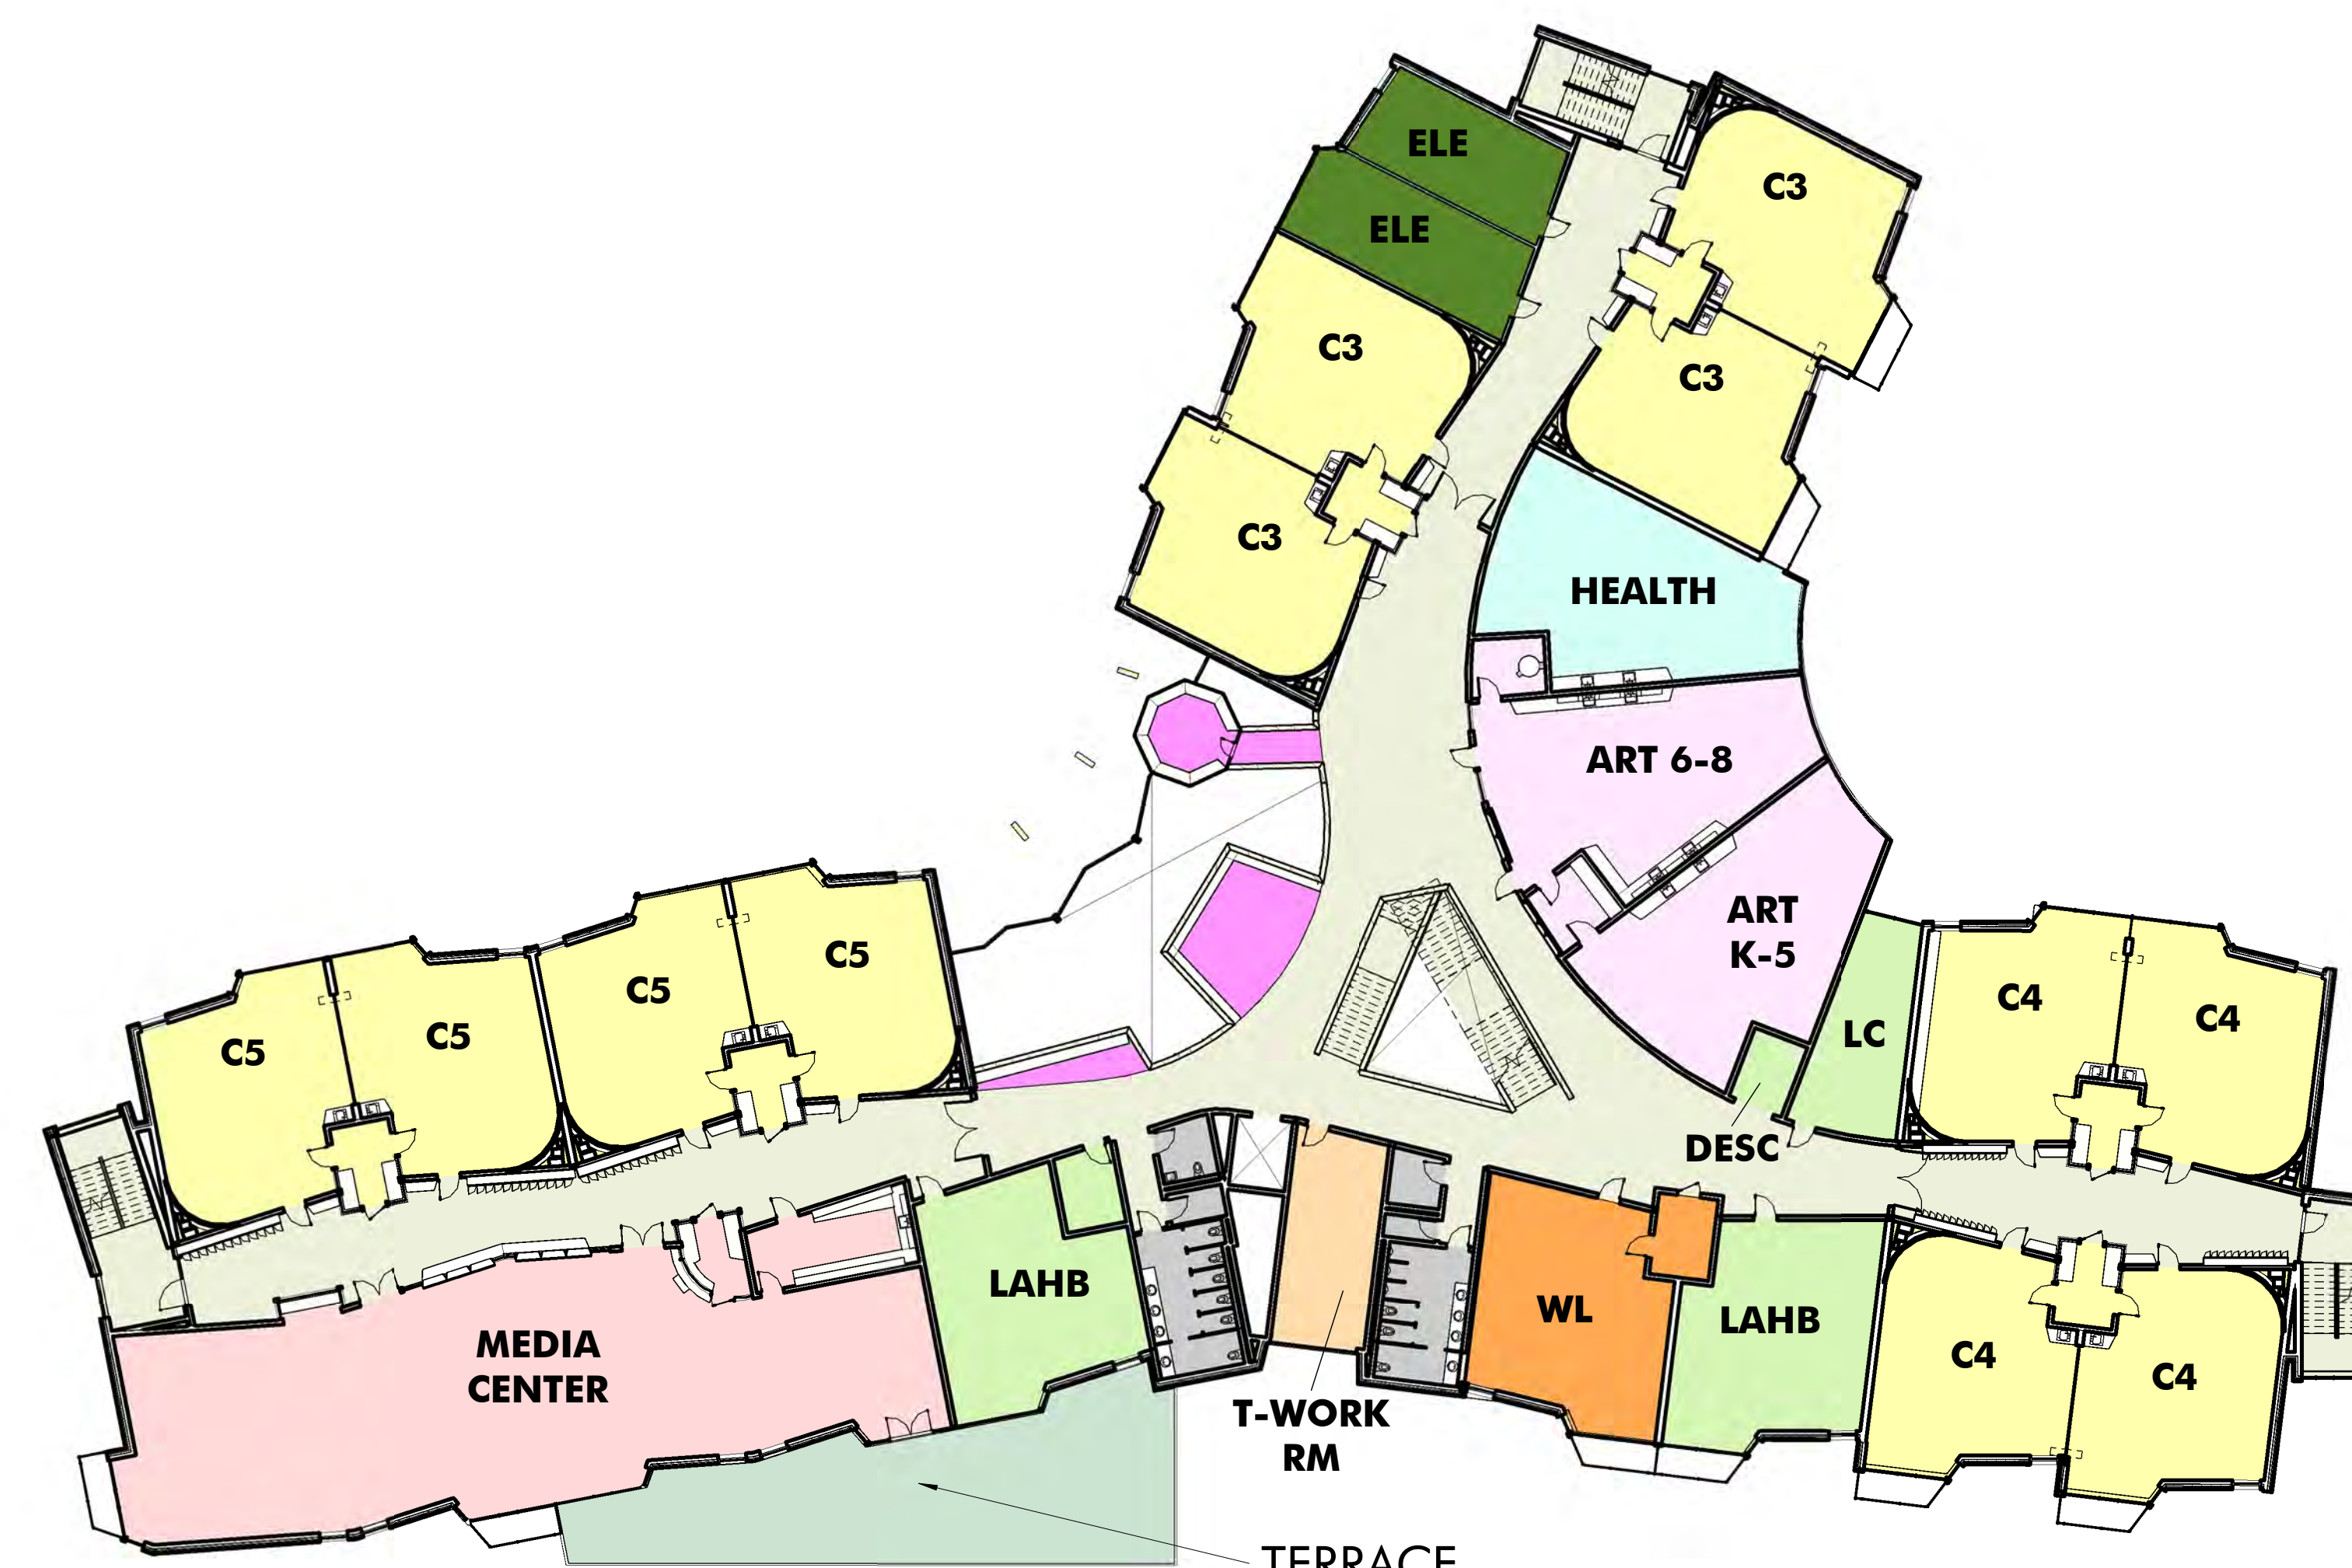 ELE
C3
ELE
C3
C3
C3
HEALTH
ART 6-8
ART
K-5
C5
C5
C5
C5
C4
C4
LC
DESC
LAHB
WL
LAHB
MEDIA
CENTER
C4
C4
T-WORK
RM
TERRACE